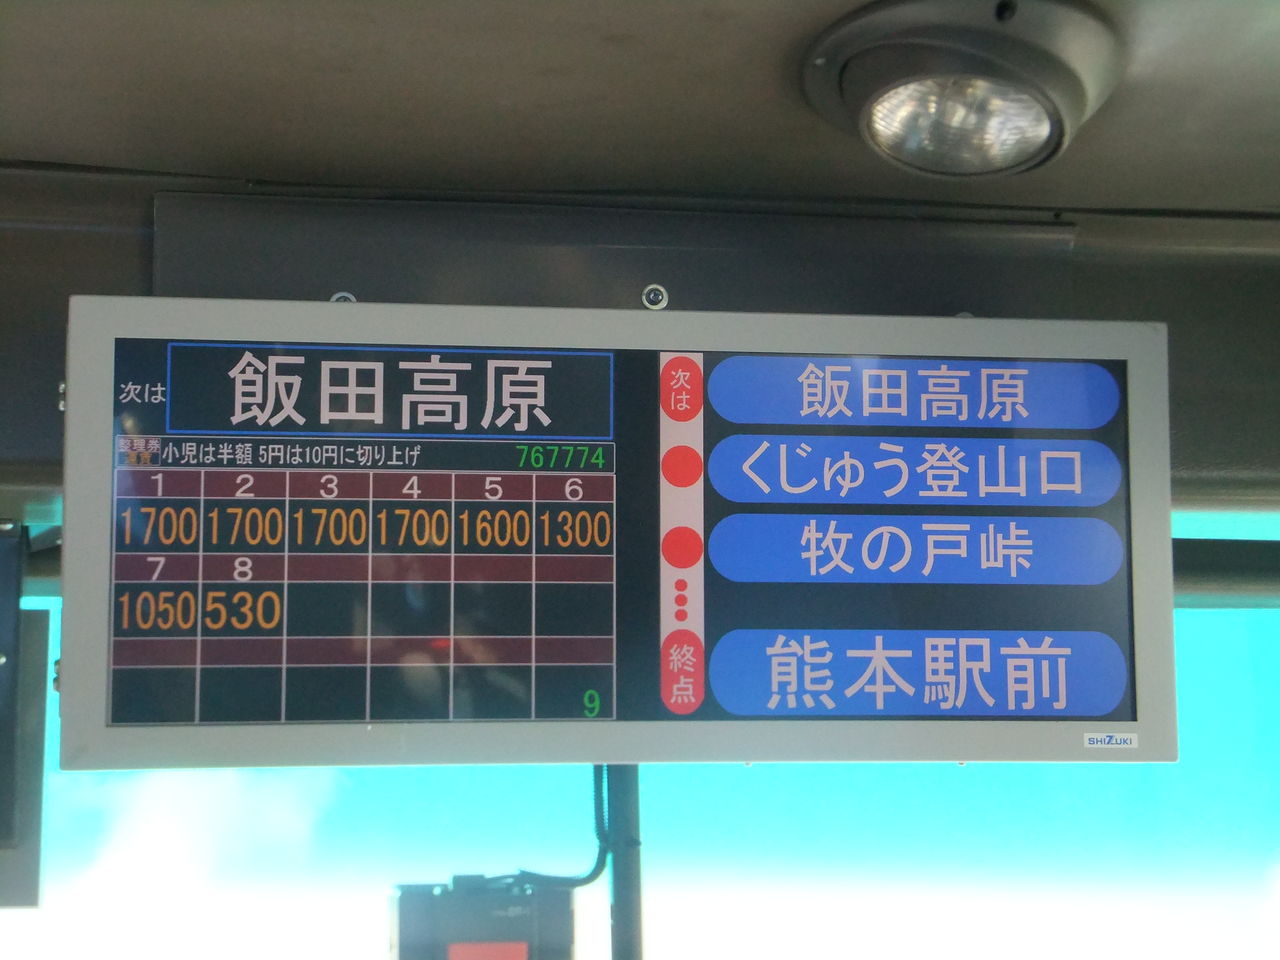 次は 飯田高原
整理券
運賃
小児は半額 5円は10円に切り上げ 767774
1 2 3 4 5 6
1700 1700 1700 1700 1600 1300
7 8
1050 530
9
次は 飯田高原
くじゅう登山口
牧の戸峠
終点 熊本駅前
SHIZUKI